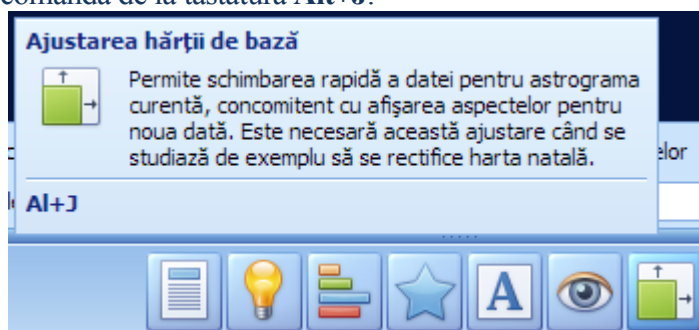 comanda de la tastatură Alt+J.
Ajustarea hărții de bază
Permite schimbarea rapidă a datei pentru astrograma
curentă, concomitent cu afișarea aspectelor pentru
noua dată. Este necesară această ajustare când se
studiază de exemplu să se rectifice harta natală.
elor
Al+J
A